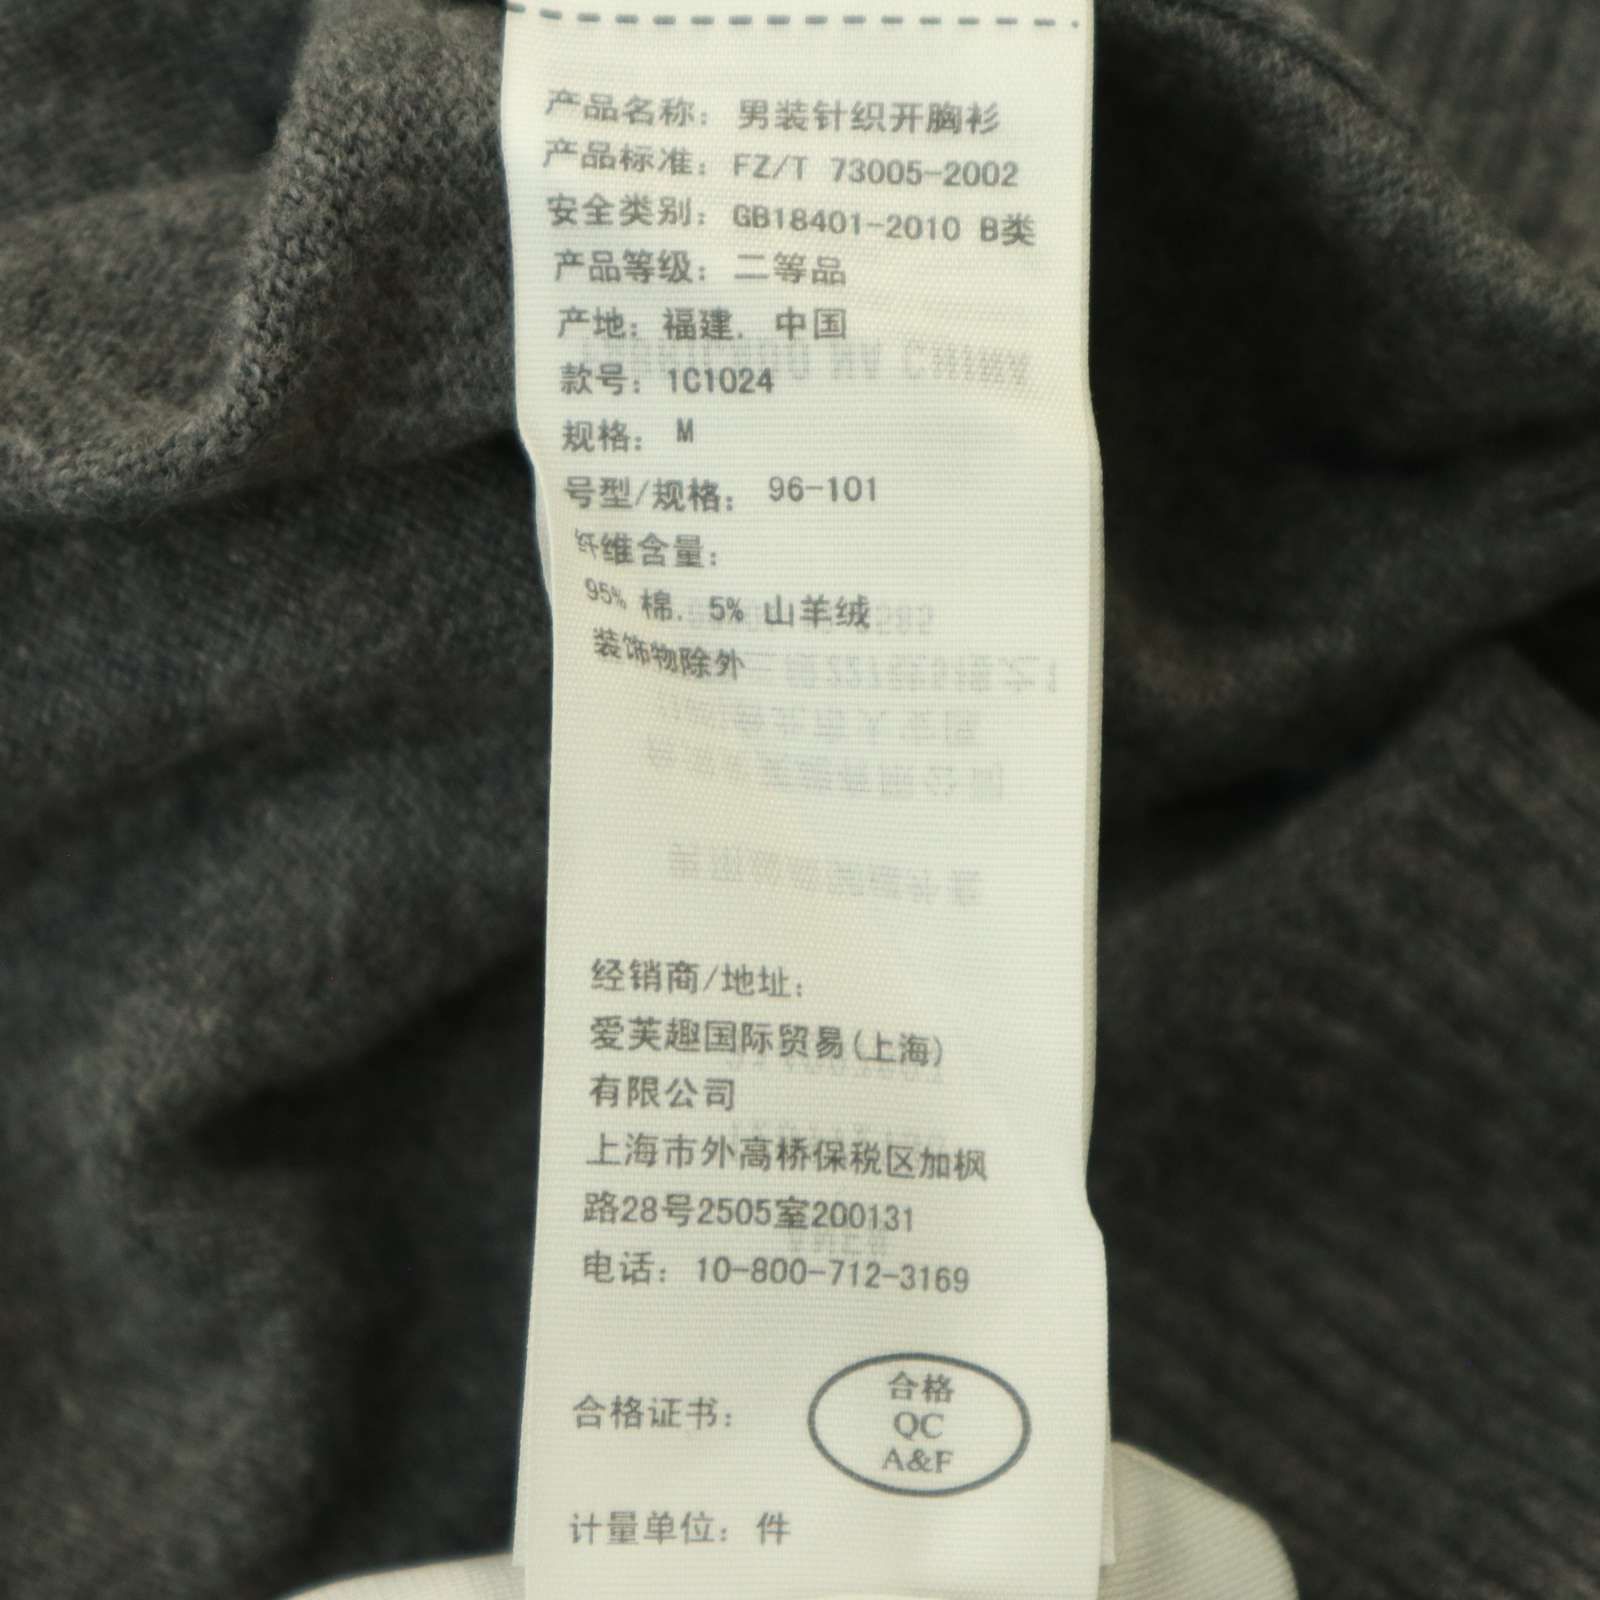 产品名称：男装针织开胸衫
产品标准：FZ/T 73005-2002
安全类别：GB18401-2010 B类
产品等级：二等品
产地：福建．中国
款号：1C1024
规格：M
号型/规格：96-101
纤维含量：
95% 棉．5% 山羊绒
装饰物除外
经销商/地址：
爱芙趣国际贸易(上海)
有限公司
上海市外高桥保税区加枫
路28号2505室200131
电话：10-800-712-3169
合格证书：
合格
QC
A&F
计量单位：件